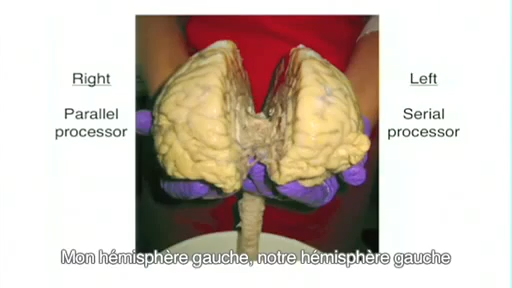 Right
Parallel
processor
Left
Serial
processor
Mon hémisphère gauche, notre hémisphère gauche